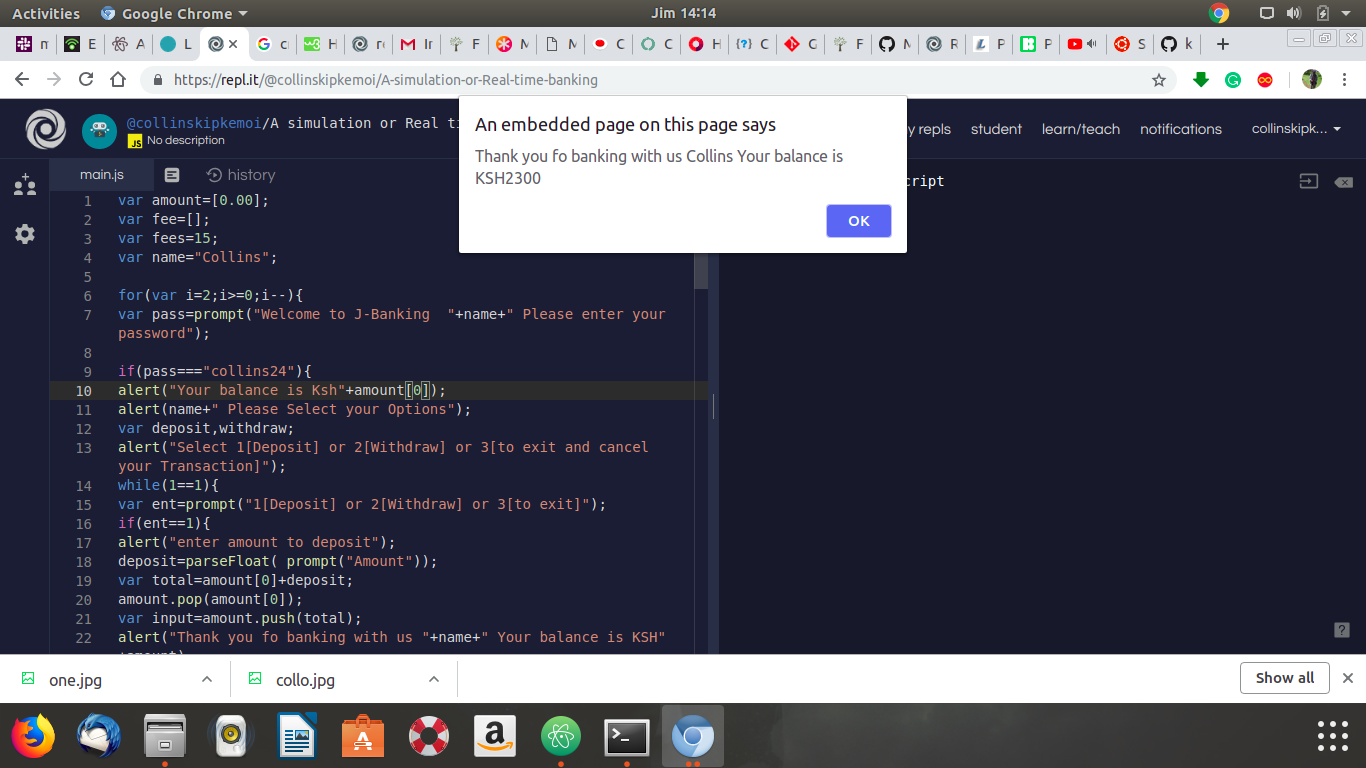 Activities Google Chrome Jim 14:14
m E A L G c H r M Ir F M M C C H C G F M R P P S k
https://repl.it/@collinskipkemoi/A-simulation-or-Real-time-banking
@collinskipkemoi/A simulation or Real ti
JS No description
y repls student learn/teach notifications collinskipk...
An embedded page on this page says
Thank you fo banking with us Collins Your balance is
KSH2300
OK
main.js history
cript
1 var amount=[0.00];
2 var fee=[];
3 var fees=15;
4 var name="Collins";
5
6 for(var i=2;i>=0;i--){
7 var pass=prompt("Welcome to J-Banking  "+name+" Please enter your
password");
8
9 if(pass==="collins24"){
10 alert("Your balance is Ksh"+amount[0]);
11 alert(name+" Please Select your Options");
12 var deposit,withdraw;
13 alert("Select 1[Deposit] or 2[Withdraw] or 3[to exit and cancel
your Transaction]");
14 while(1==1){
15 var ent=prompt("1[Deposit] or 2[Withdraw] or 3[to exit]");
16 if(ent==1){
17 alert("enter amount to deposit");
18 deposit=parseFloat( prompt("Amount"));
19 var total=amount[0]+deposit;
20 amount.pop(amount[0]);
21 var input=amount.push(total);
22 alert("Thank you fo banking with us "+name+" Your balance is KSH"
one.jpg
collo.jpg
Show all